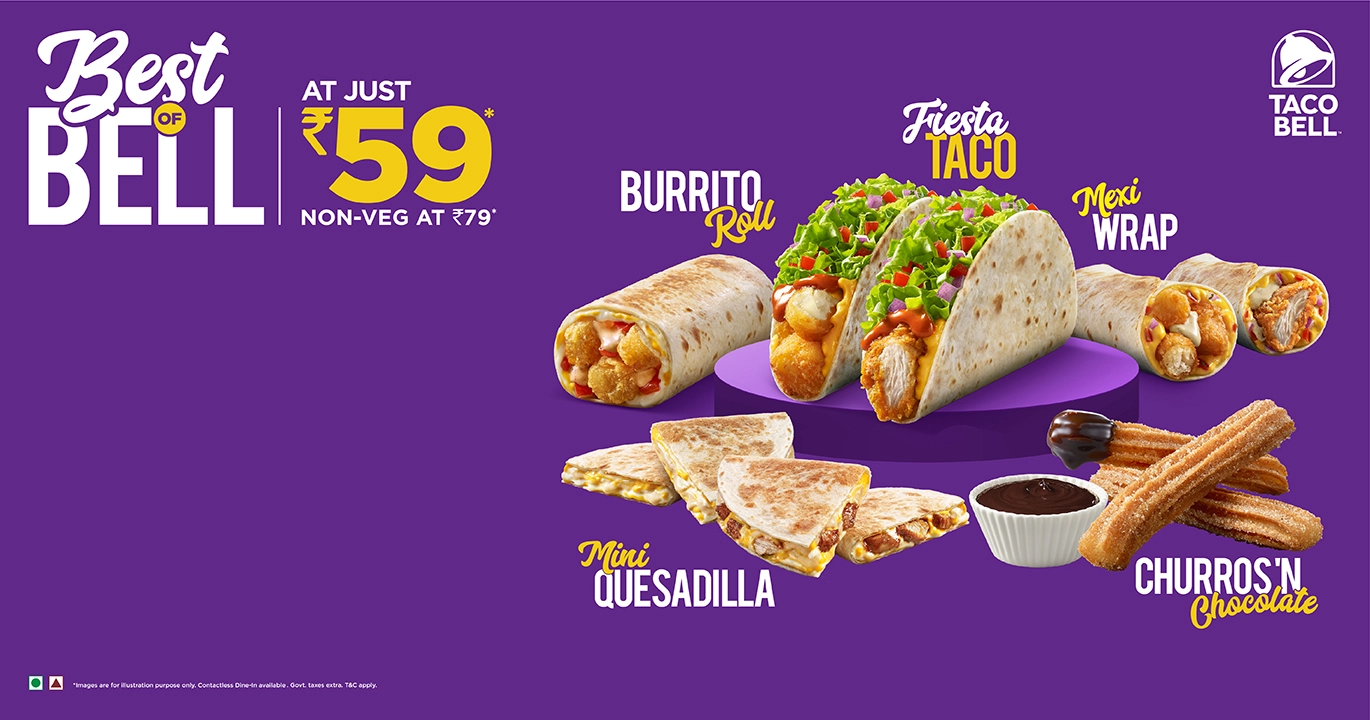 Best
OF
BELL
AT JUST
₹59*
NON-VEG AT ₹79*
TACO
BELL™
Fiesta
TACO
BURRITO
Roll
Mexi
WRAP
Mini
QUESADILLA
CHURROS'N
Chocolate
*Images are for illustration purpose only. Contactless Dine-In available . Govt. taxes extra. T&C apply.